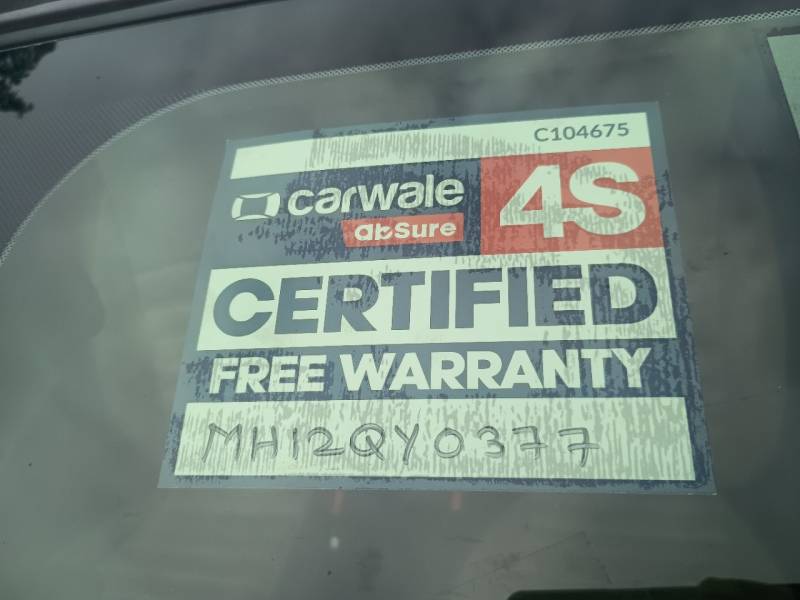 C104675
carwale
absure
4S
CERTIFIED
FREE WARRANTY
MH12QY0377